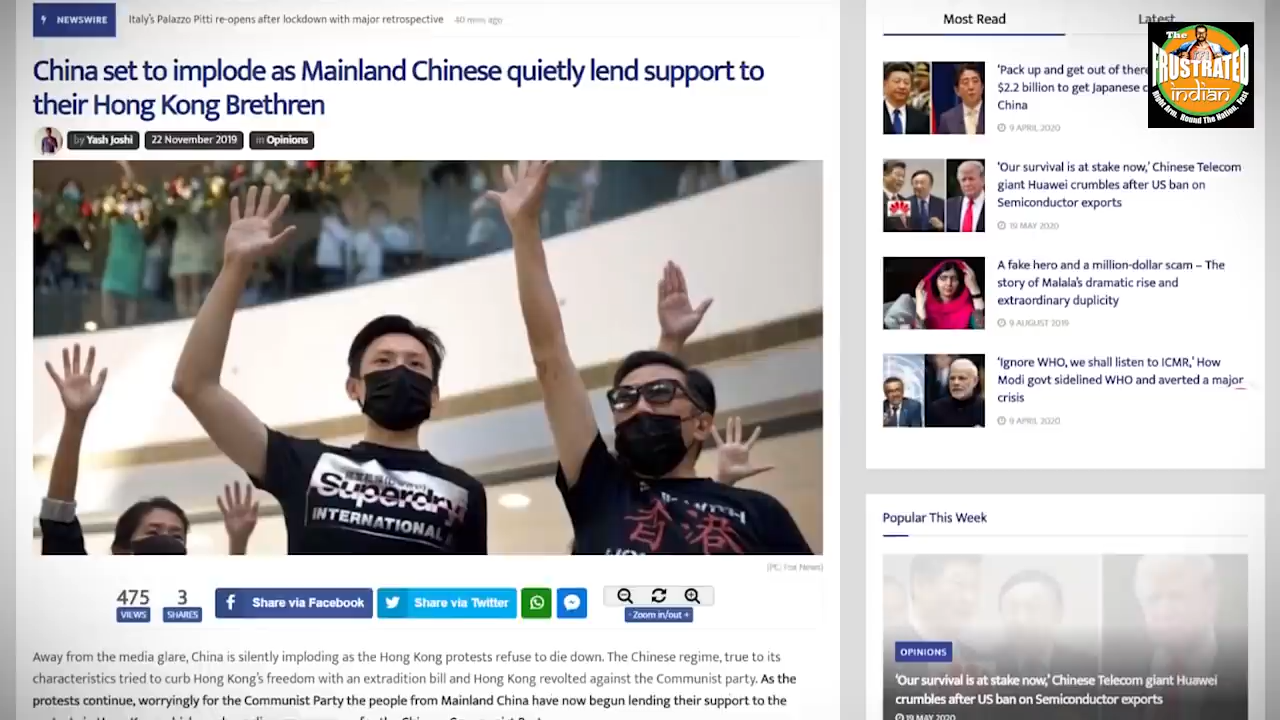 NEWSWIRE
Italy's Palazzo Pitti re-opens after lockdown with major retrospective 40 mins ago
China set to implode as Mainland Chinese quietly lend support to
their Hong Kong Brethren
by Yash Joshi 22 November 2019 in Opinions
Superdry
INTERNATIONAL
香港
(PC: Fox News)
475
VIEWS
3
SHARES
Share via Facebook
Share via Twitter
- Zoom in/out +
Away from the media glare, China is silently imploding as the Hong Kong protests refuse to die down. The Chinese regime, true to its
characteristics tried to curb Hong Kong's freedom with an extradition bill and Hong Kong revolted against the Communist party. As the
protests continue, worryingly for the Communist Party the people from Mainland China have now begun lending their support to the
Most Read
Latest
The
FRUSTRATED
indian
Right Arm. Round The Nation. Fast
'Pack up and get out of there
$2.2 billion to get Japanese
China
9 APRIL 2020
'Our survival is at stake now,' Chinese Telecom
giant Huawei crumbles after US ban on
Semiconductor exports
19 MAY 2020
A fake hero and a million-dollar scam – The
story of Malala's dramatic rise and
extraordinary duplicity
9 AUGUST 2019
'Ignore WHO, we shall listen to ICMR,' How
Modi govt sidelined WHO and averted a major
crisis
9 APRIL 2020
Popular This Week
OPINIONS
'Our survival is at stake now,' Chinese Telecom giant Huawei
crumbles after US ban on Semiconductor exports
19 MAY 2020